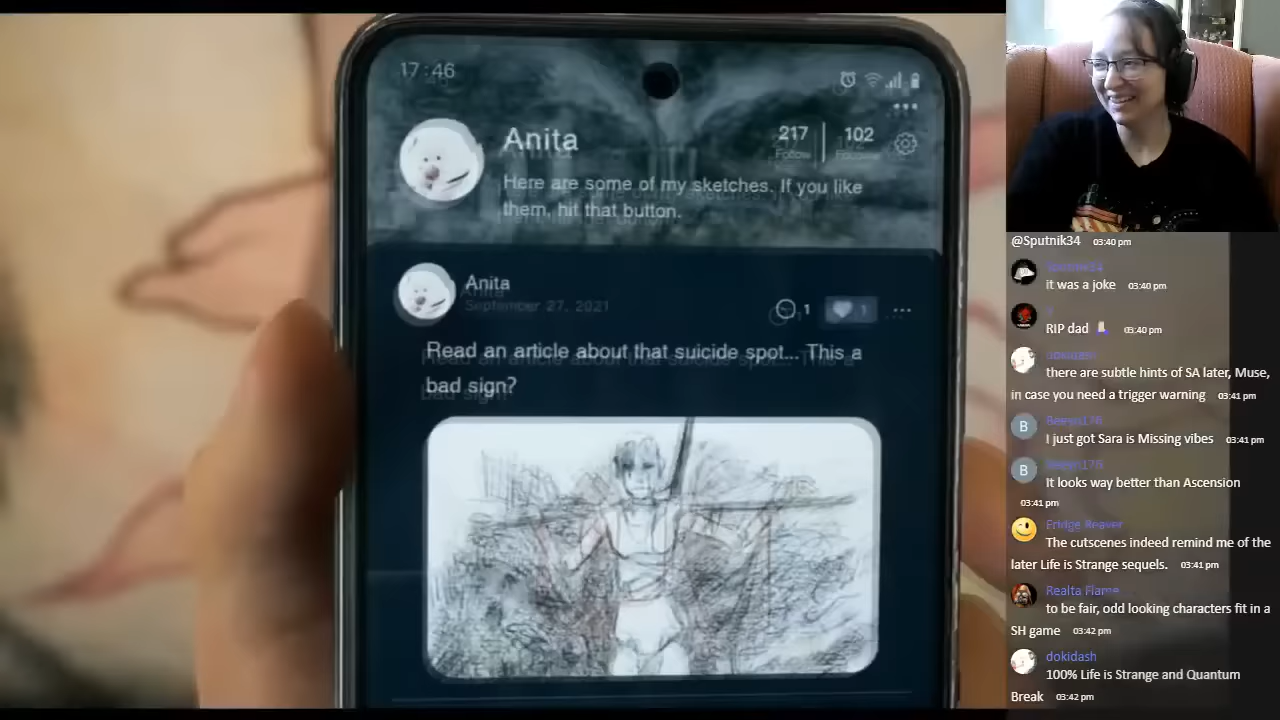 17:46
Anita
217
102
Follow
Here are some of my sketches. If you like
them, hit that button.
Anita
September 27, 2021
1
1
Read an article about that suicide spot... This a
bad sign?
@Sputnik34 03:40 pm
it was a joke 03:40 pm
RIP dad 03:40 pm
dokidash
there are subtle hints of SA later, Muse,
in case you need a trigger warning 03:41 pm
B
I just got Sara is Missing vibes 03:41 pm
B
It looks way better than Ascension
03:41 pm
Fridge Reaver
The cutscenes indeed remind me of the
later Life is Strange sequels. 03:41 pm
Realta Flame
to be fair, odd looking characters fit in a
SH game 03:42 pm
dokidash
100% Life is Strange and Quantum
Break 03:42 pm